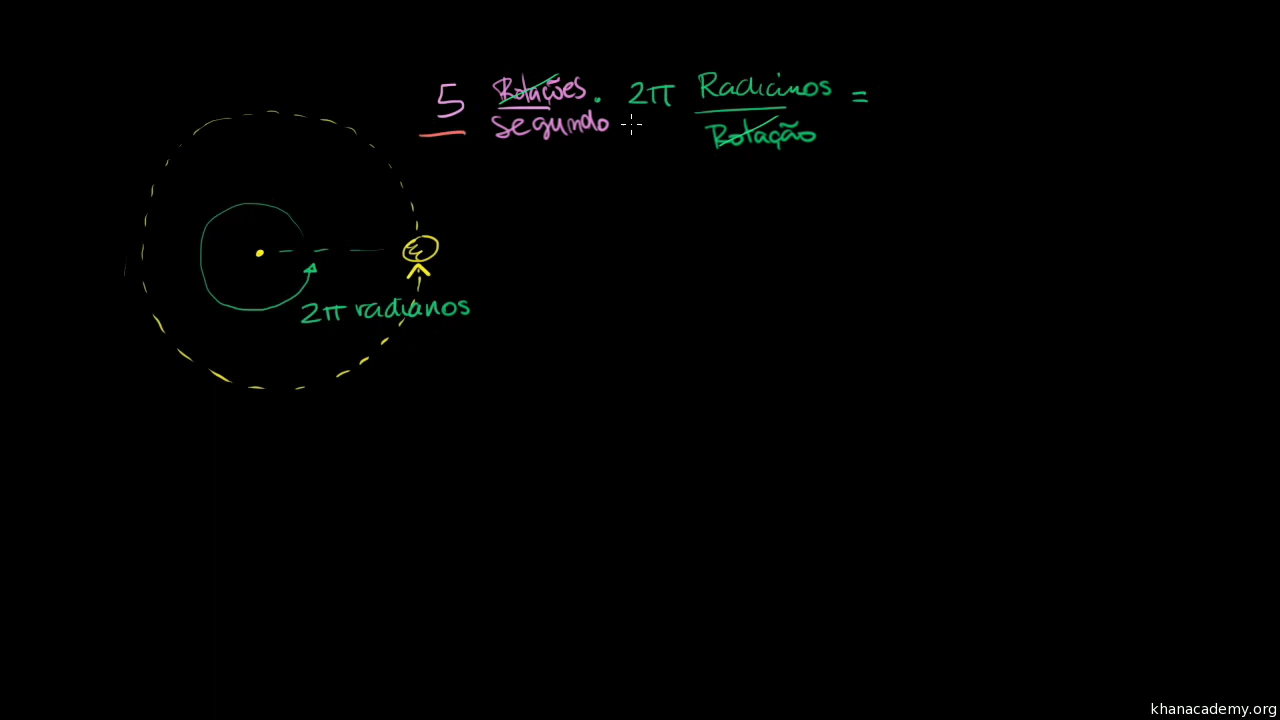 5 Rotações / segundo · 2π Radianos / Rotação =
2π radianos
khanacademy.org